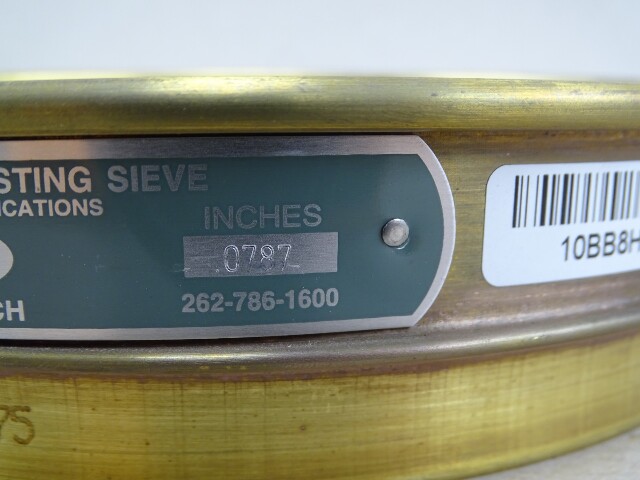 STING SIEVE
ICATIONS
INCHES
.0787
262-786-1600
CH
10BB8H
75